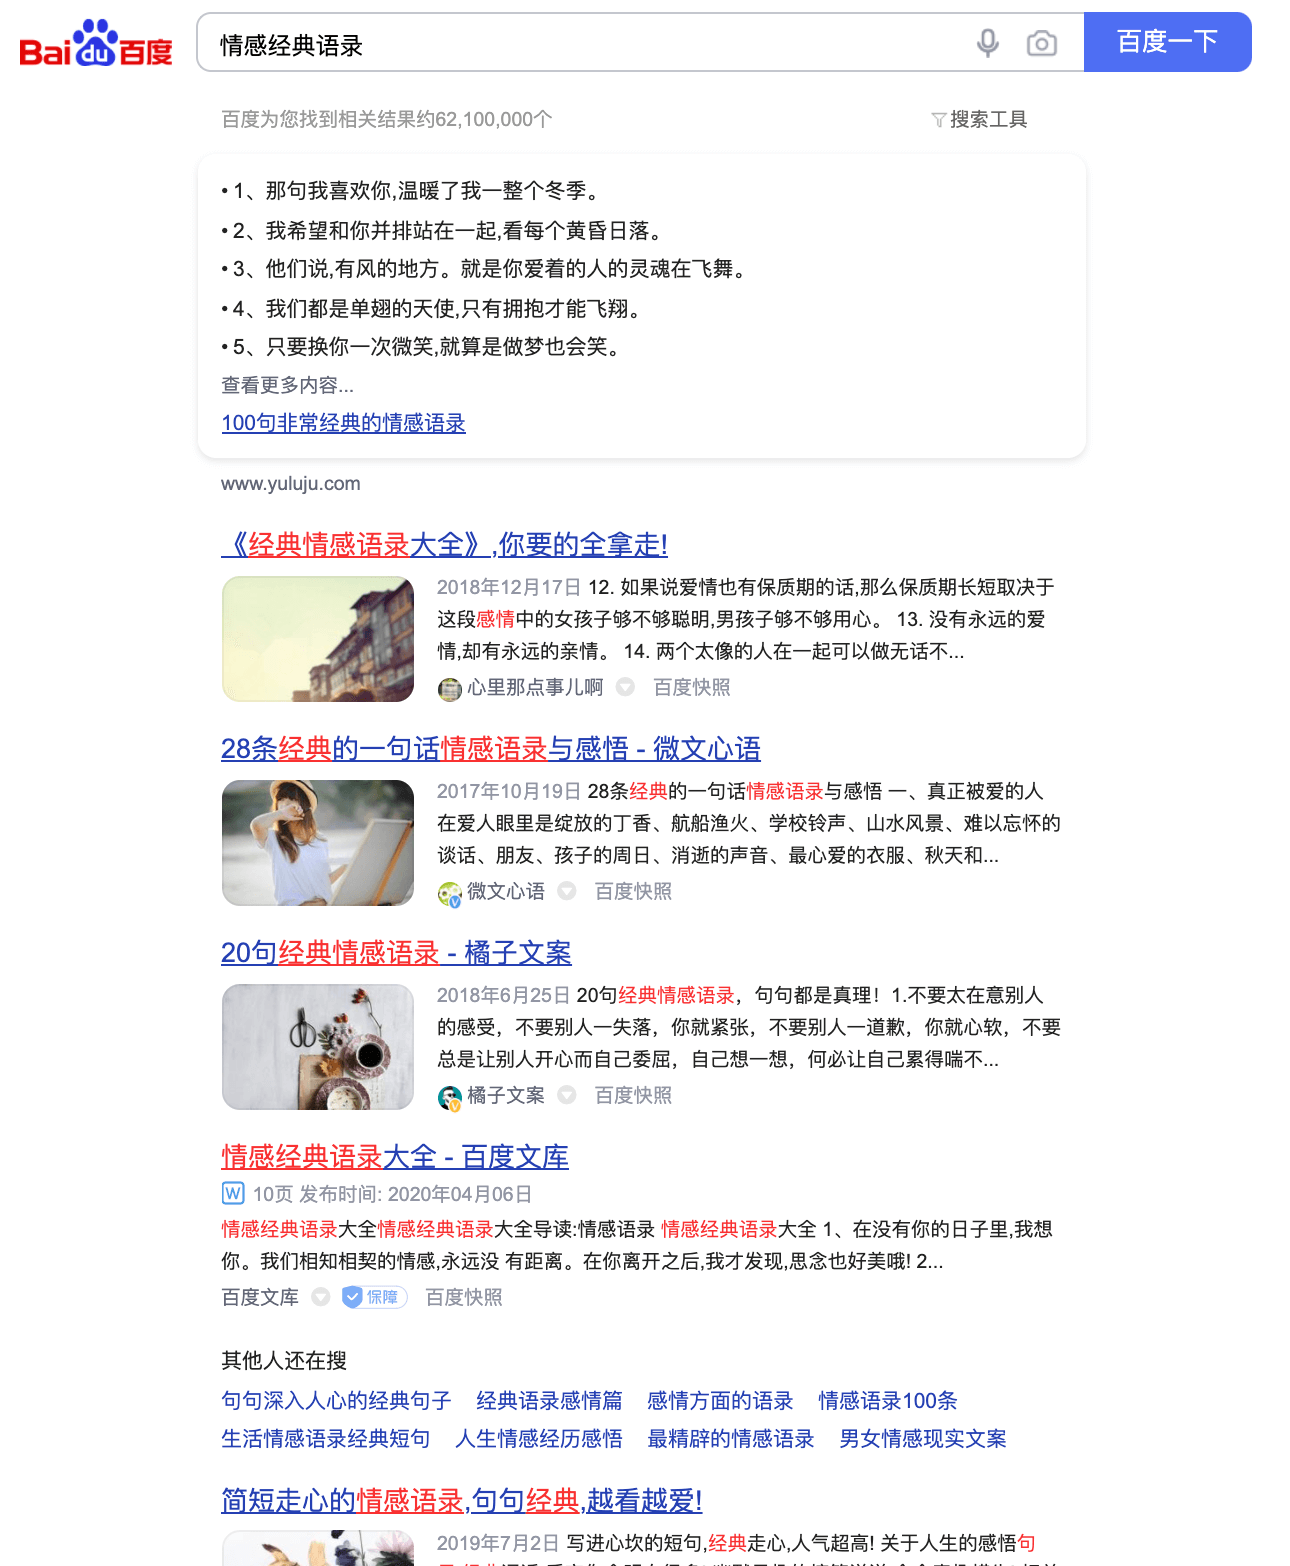 Bai du 百度 情感经典语录 百度一下
百度为您找到相关结果约62,100,000个 搜索工具
• 1、那句我喜欢你,温暖了我一整个冬季。
• 2、我希望和你并排站在一起,看每个黄昏日落。
• 3、他们说,有风的地方。就是你爱着的人的灵魂在飞舞。
• 4、我们都是单翅的天使,只有拥抱才能飞翔。
• 5、只要换你一次微笑,就算是做梦也会笑。
查看更多内容...
100句非常经典的情感语录
www.yuluju.com
《经典情感语录大全》,你要的全拿走!
2018年12月17日 12. 如果说爱情也有保质期的话,那么保质期长短取决于
这段感情中的女孩子够不够聪明,男孩子够不够用心。 13. 没有永远的爱
情,却有永远的亲情。 14. 两个太像的人在一起可以做无话不...
心里那点事儿啊 百度快照
28条经典的一句话情感语录与感悟 - 微文心语
2017年10月19日 28条经典的一句话情感语录与感悟 一、真正被爱的人
在爱人眼里是绽放的丁香、航船渔火、学校铃声、山水风景、难以忘怀的
谈话、朋友、孩子的周日、消逝的声音、最心爱的衣服、秋天和...
微文心语 百度快照
20句经典情感语录 - 橘子文案
2018年6月25日 20句经典情感语录，句句都是真理！1.不要太在意别人
的感受，不要别人一失落，你就紧张，不要别人一道歉，你就心软，不要
总是让别人开心而自己委屈，自己想一想，何必让自己累得喘不...
橘子文案 百度快照
情感经典语录大全 - 百度文库
W 10页 发布时间: 2020年04月06日
情感经典语录大全情感经典语录大全导读:情感语录 情感经典语录大全 1、在没有你的日子里,我想
你。我们相知相契的情感,永远没 有距离。在你离开之后,我才发现,思念也好美哦! 2...
百度文库 保障 百度快照
其他人还在搜
句句深入人心的经典句子 经典语录感情篇 感情方面的语录 情感语录100条
生活情感语录经典短句 人生情感经历感悟 最精辟的情感语录 男女情感现实文案
简短走心的情感语录,句句经典,越看越爱!
2019年7月2日 写进心坎的短句,经典走心,人气超高! 关于人生的感悟句